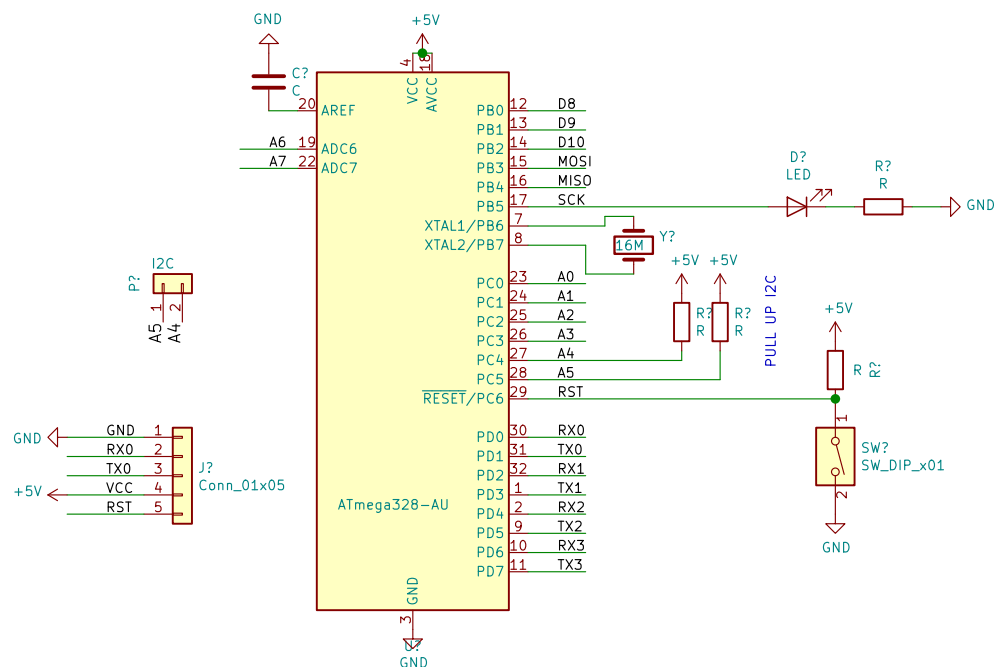 GND
+5V
C?
C
4
VCC
18
AVCC
20 AREF
A6 19 ADC6
A7 22 ADC7
PB0 12 D8
PB1 13 D9
PB2 14 D10
PB3 15 MOSI
PB4 16 MISO
PB5 17 SCK
XTAL1/PB6 7
XTAL2/PB7 8
16M
Y?
D?
LED
R?
R
GND
PC0 23 A0
PC1 24 A1
PC2 25 A2
PC3 26 A3
PC4 27 A4
PC5 28 A5
RESET/PC6 29 RST
+5V
+5V
R?
R
R?
R
PULL UP I2C
+5V
R
R?
1
SW?
SW_DIP_x01
2
GND
I2C
P?
1
2
A5
A4
GND GND 1
RX0 2
TX0 3
+5V VCC 4
RST 5
J?
Conn_01x05
PD0 30 RX0
PD1 31 TX0
PD2 32 RX1
PD3 1 TX1
PD4 2 RX2
PD5 9 TX2
PD6 10 RX3
PD7 11 TX3
ATmega328-AU
GND
3
U?
GND